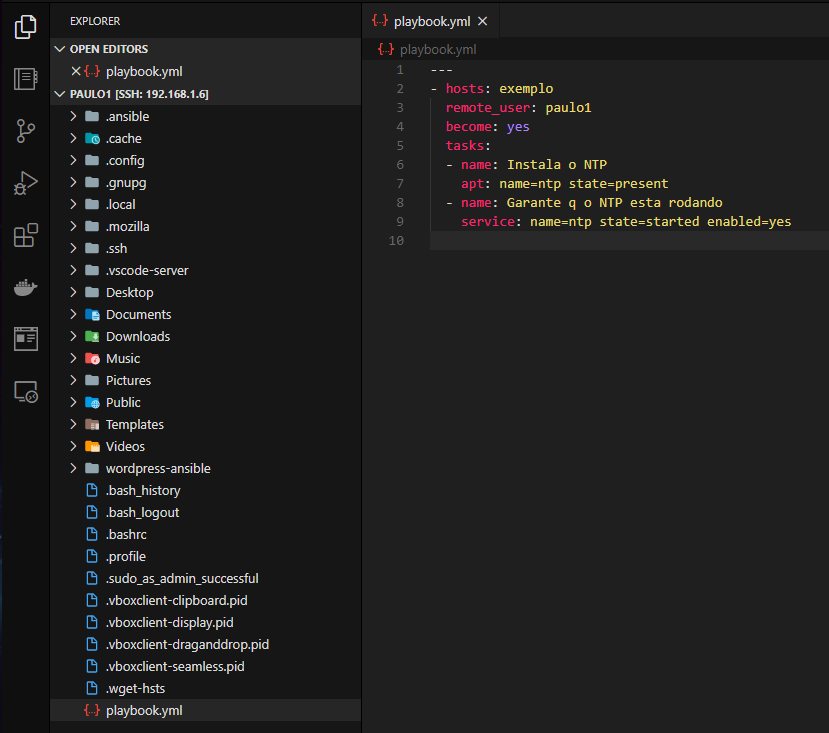 EXPLORER
OPEN EDITORS
playbook.yml
PAULO1 [SSH: 192.168.1.6]
.ansible
.cache
.config
.gnupg
.local
.mozilla
.ssh
.vscode-server
Desktop
Documents
Downloads
Music
Pictures
Public
Templates
Videos
wordpress-ansible
.bash_history
.bash_logout
.bashrc
.profile
.sudo_as_admin_successful
.vboxclient-clipboard.pid
.vboxclient-display.pid
.vboxclient-draganddrop.pid
.vboxclient-seamless.pid
.wget-hsts
playbook.yml
playbook.yml
playbook.yml
1 ---
2 - hosts: exemplo
3   remote_user: paulo1
4   become: yes
5   tasks:
6   - name: Instala o NTP
7     apt: name=ntp state=present
8   - name: Garante q o NTP esta rodando
9     service: name=ntp state=started enabled=yes
10